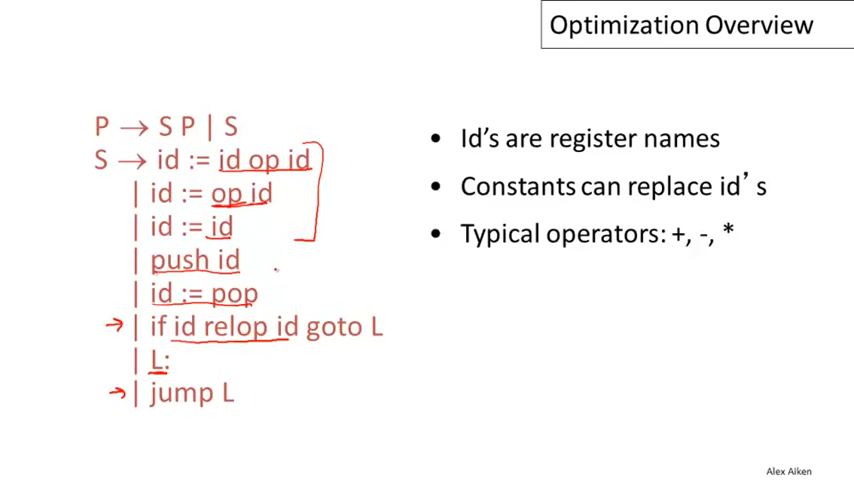 Optimization Overview
P → S P | S
S → id := id op id
| id := op id
| id := id
| push id
| id := pop
| if id relop id goto L
| L:
| jump L
• Id's are register names
• Constants can replace id's
• Typical operators: +, -, *
Alex Aiken